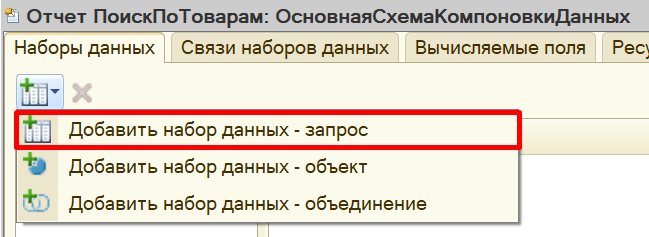 Отчет ПоискПоТоварам: ОсновнаяСхемаКомпоновкиДанных
Наборы данных Связи наборов данных Вычисляемые поля Ресу
Добавить набор данных - запрос
Добавить набор данных - объект
Добавить набор данных - объединение